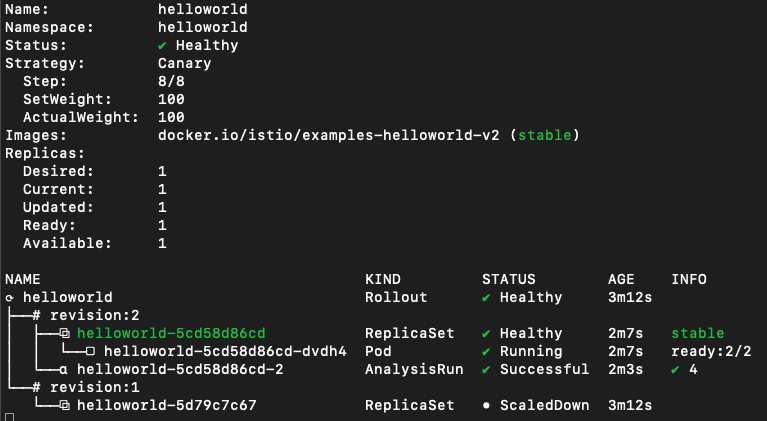 Name: helloworld
Namespace: helloworld
Status: ✔ Healthy
Strategy: Canary
Step: 8/8
SetWeight: 100
ActualWeight: 100
Images: docker.io/istio/examples-helloworld-v2 (stable)
Replicas:
Desired: 1
Current: 1
Updated: 1
Ready: 1
Available: 1
NAME KIND STATUS AGE INFO
⟳ helloworld Rollout ✔ Healthy 3m12s
├──# revision:2
│  ├──⧉ helloworld-5cd58d86cd ReplicaSet ✔ Healthy 2m7s stable
│  │  └──□ helloworld-5cd58d86cd-dvdh4 Pod ✔ Running 2m7s ready:2/2
│  └──α helloworld-5cd58d86cd-2 AnalysisRun ✔ Successful 2m3s ✔ 4
└──# revision:1
   └──⧉ helloworld-5d79c7c67 ReplicaSet • ScaledDown 3m12s